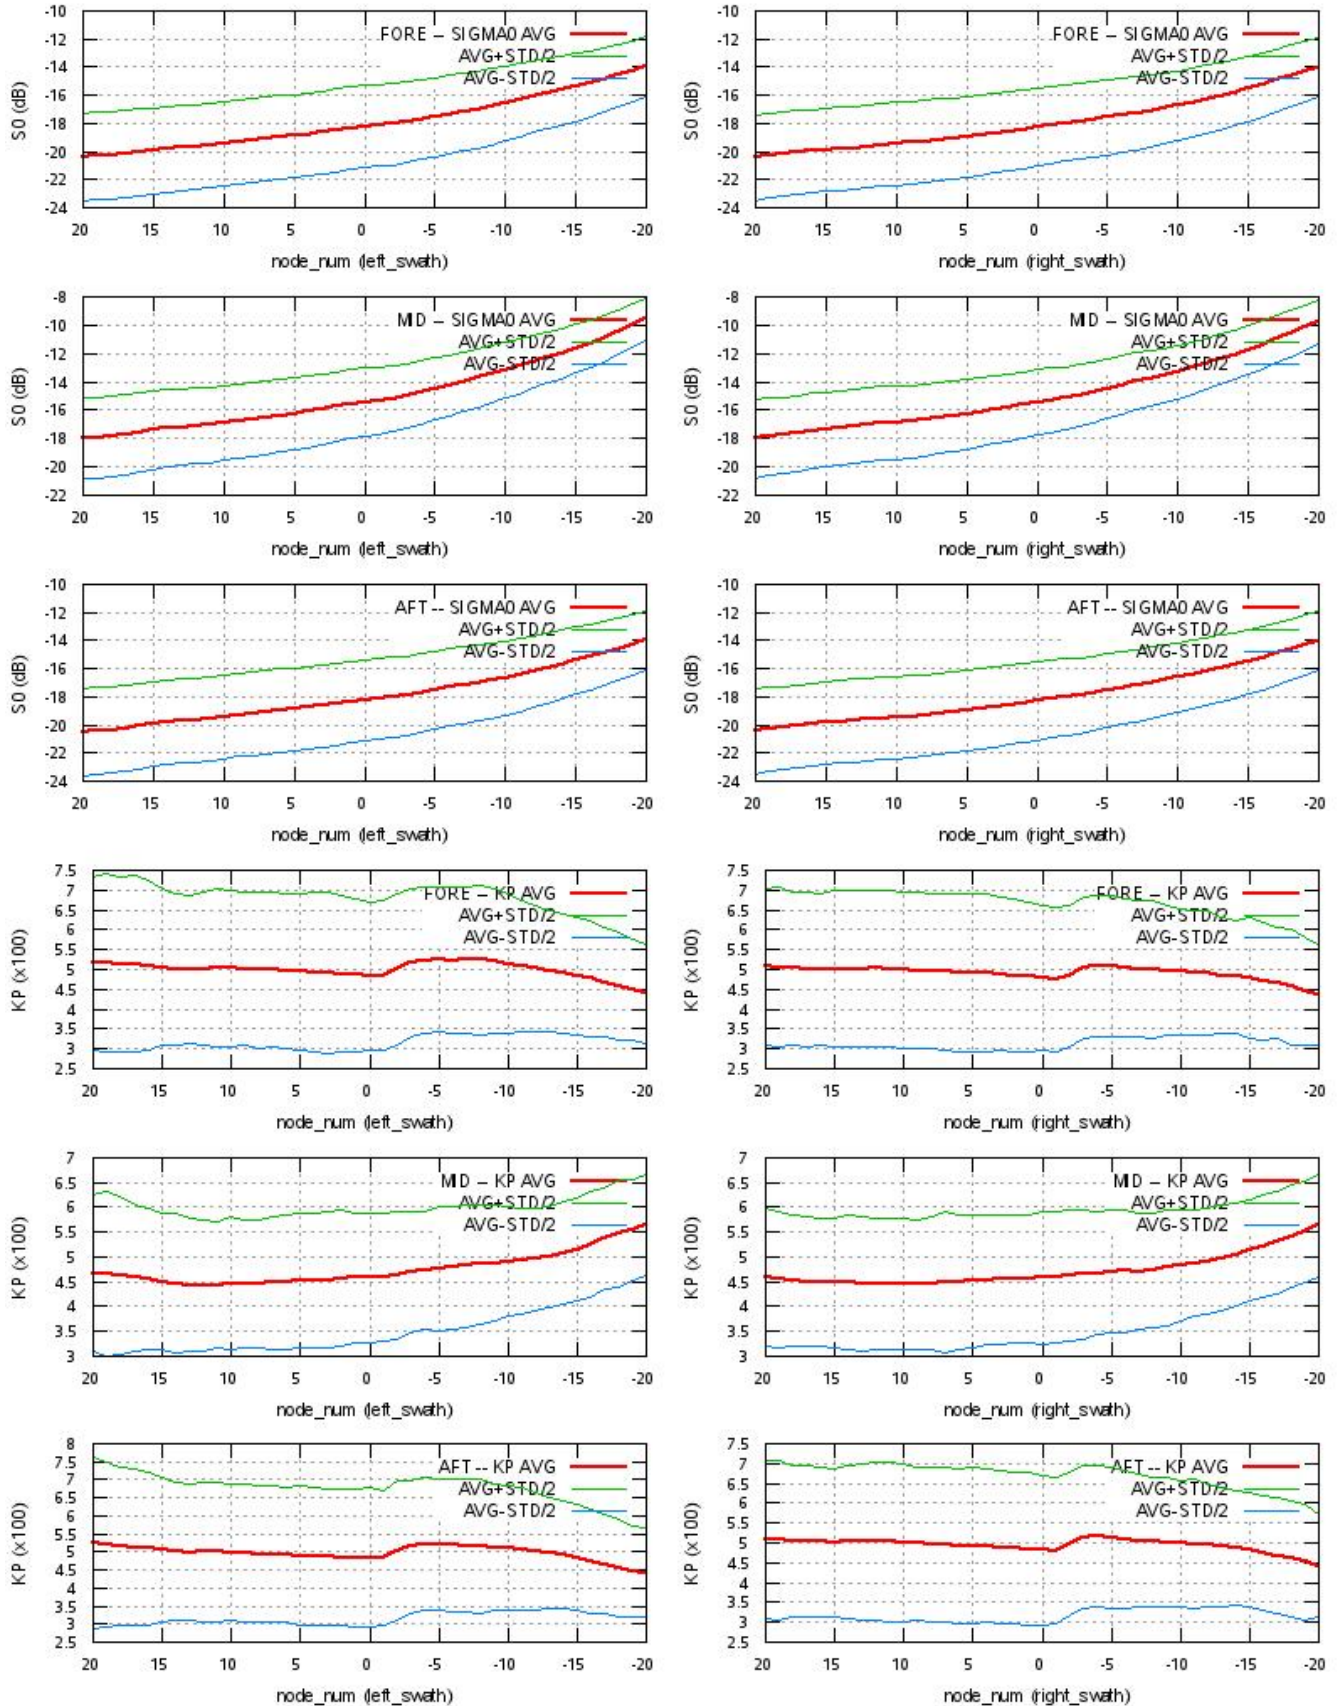 -10
-12
-14
-16
-18
-20
-22
-24
S0 (dB)
FORE -- SIGMA0 AVG
AVG+STD/2
AVG-STD/2
20 15 10 5 0 -5 -10 -15 -20
node_num (left_swath)
-10
-12
-14
-16
-18
-20
-22
-24
S0 (dB)
FORE -- SIGMA0 AVG
AVG+STD/2
AVG-STD/2
20 15 10 5 0 -5 -10 -15 -20
node_num (right_swath)
-8
-10
-12
-14
-16
-18
-20
-22
S0 (dB)
MID -- SIGMA0 AVG
AVG+STD/2
AVG-STD/2
20 15 10 5 0 -5 -10 -15 -20
node_num (left_swath)
-8
-10
-12
-14
-16
-18
-20
-22
S0 (dB)
MID -- SIGMA0 AVG
AVG+STD/2
AVG-STD/2
20 15 10 5 0 -5 -10 -15 -20
node_num (right_swath)
-10
-12
-14
-16
-18
-20
-22
-24
S0 (dB)
AFT -- SIGMA0 AVG
AVG+STD/2
AVG-STD/2
20 15 10 5 0 -5 -10 -15 -20
node_num (left_swath)
-10
-12
-14
-16
-18
-20
-22
-24
S0 (dB)
AFT -- SIGMA0 AVG
AVG+STD/2
AVG-STD/2
20 15 10 5 0 -5 -10 -15 -20
node_num (right_swath)
7.5
7
6.5
6
5.5
5
4.5
4
3.5
3
2.5
KP (x100)
FORE -- KP AVG
AVG+STD/2
AVG-STD/2
20 15 10 5 0 -5 -10 -15 -20
node_num (left_swath)
7.5
7
6.5
6
5.5
5
4.5
4
3.5
3
2.5
KP (x100)
FORE -- KP AVG
AVG+STD/2
AVG-STD/2
20 15 10 5 0 -5 -10 -15 -20
node_num (right_swath)
7
6.5
6
5.5
5
4.5
4
3.5
3
KP (x100)
MID -- KP AVG
AVG+STD/2
AVG-STD/2
20 15 10 5 0 -5 -10 -15 -20
node_num (left_swath)
7
6.5
6
5.5
5
4.5
4
3.5
3
KP (x100)
MID -- KP AVG
AVG+STD/2
AVG-STD/2
20 15 10 5 0 -5 -10 -15 -20
node_num (right_swath)
8
7.5
7
6.5
6
5.5
5
4.5
4
3.5
3
2.5
KP (x100)
AFT -- KP AVG
AVG+STD/2
AVG-STD/2
20 15 10 5 0 -5 -10 -15 -20
node_num (left_swath)
7.5
7
6.5
6
5.5
5
4.5
4
3.5
3
2.5
KP (x100)
AFT -- KP AVG
AVG+STD/2
AVG-STD/2
20 15 10 5 0 -5 -10 -15 -20
node_num (right_swath)